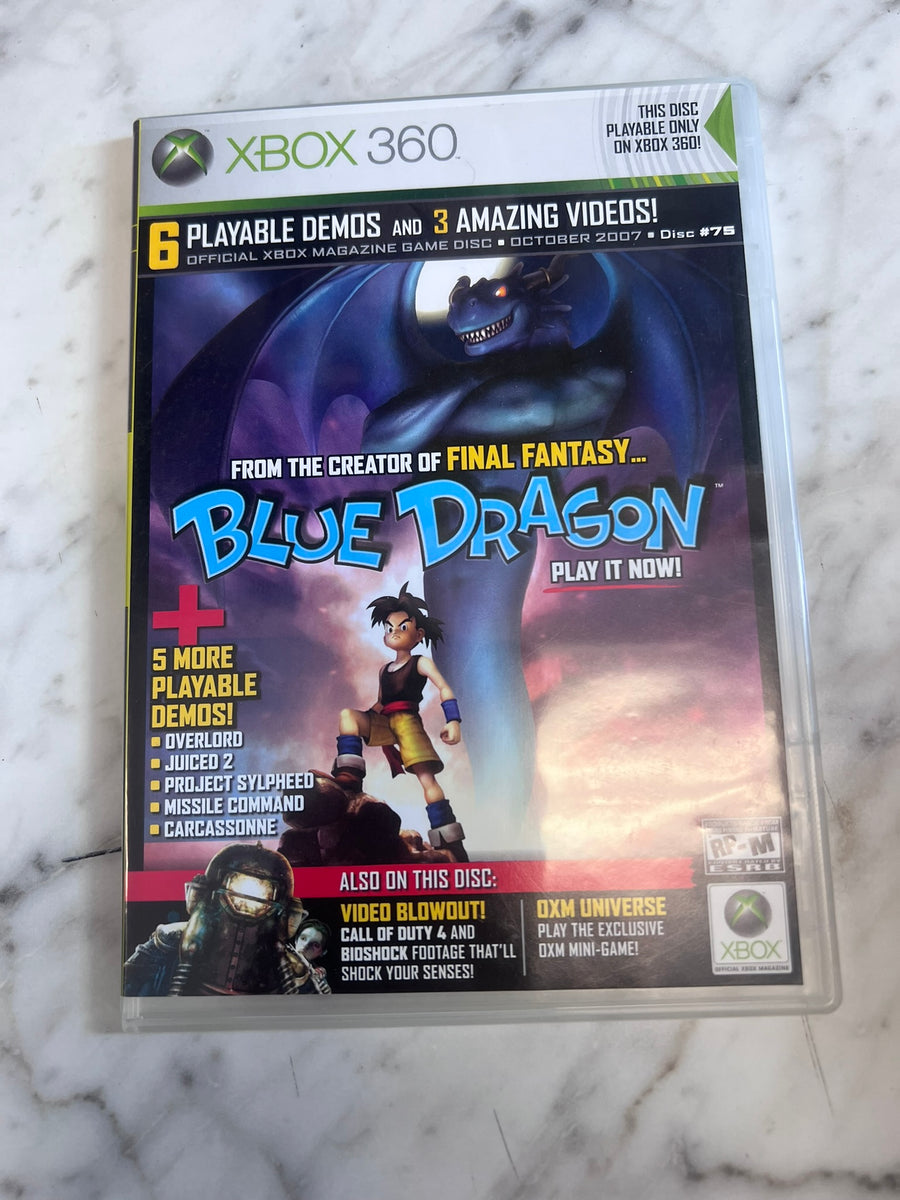 XBOX 360
THIS DISC
PLAYABLE ONLY
ON XBOX 360!
6 PLAYABLE DEMOS AND 3 AMAZING VIDEOS!
OFFICIAL XBOX MAGAZINE GAME DISC ▪ OCTOBER 2007 ▪ Disc #75
FROM THE CREATOR OF FINAL FANTASY...
BLUE DRAGON™
PLAY IT NOW!
+
5 MORE
PLAYABLE
DEMOS!
▪ OVERLORD
▪ JUICED 2
▪ PROJECT SYLPHEED
▪ MISSILE COMMAND
▪ CARCASSONNE
RP-M
ESRB
ALSO ON THIS DISC:
VIDEO BLOWOUT!
CALL OF DUTY 4 AND
BIOSHOCK FOOTAGE THAT'LL
SHOCK YOUR SENSES!
OXM UNIVERSE
PLAY THE EXCLUSIVE
OXM MINI-GAME!
XBOX
OFFICIAL XBOX MAGAZINE